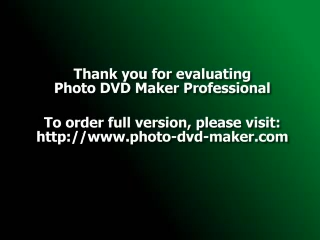 Thank you for evaluating
Photo DVD Maker Professional
To order full version, please visit:
http://www.photo-dvd-maker.com